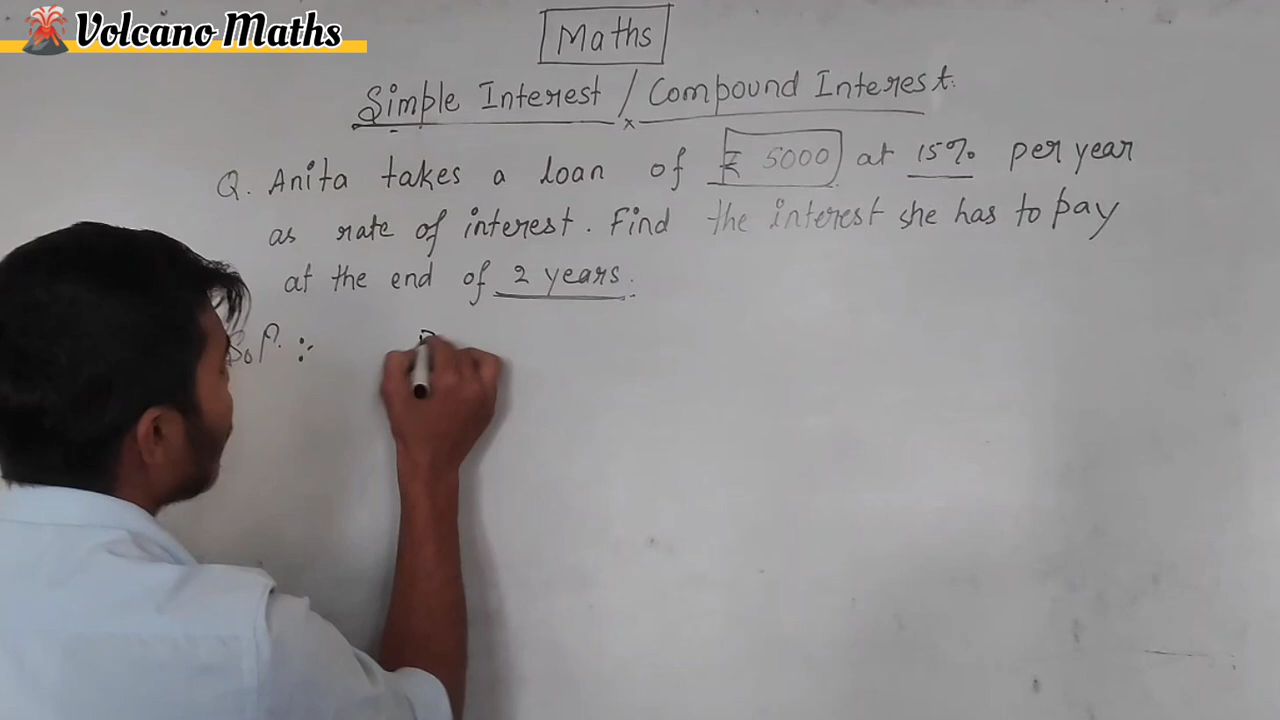 Volcano Maths
Maths
Simple Interest / Compound Interest.
Q. Anita takes a loan of ₹ 5000 at 15% per year
as rate of interest. Find the interest she has to pay
at the end of 2 years.
Sol. :-